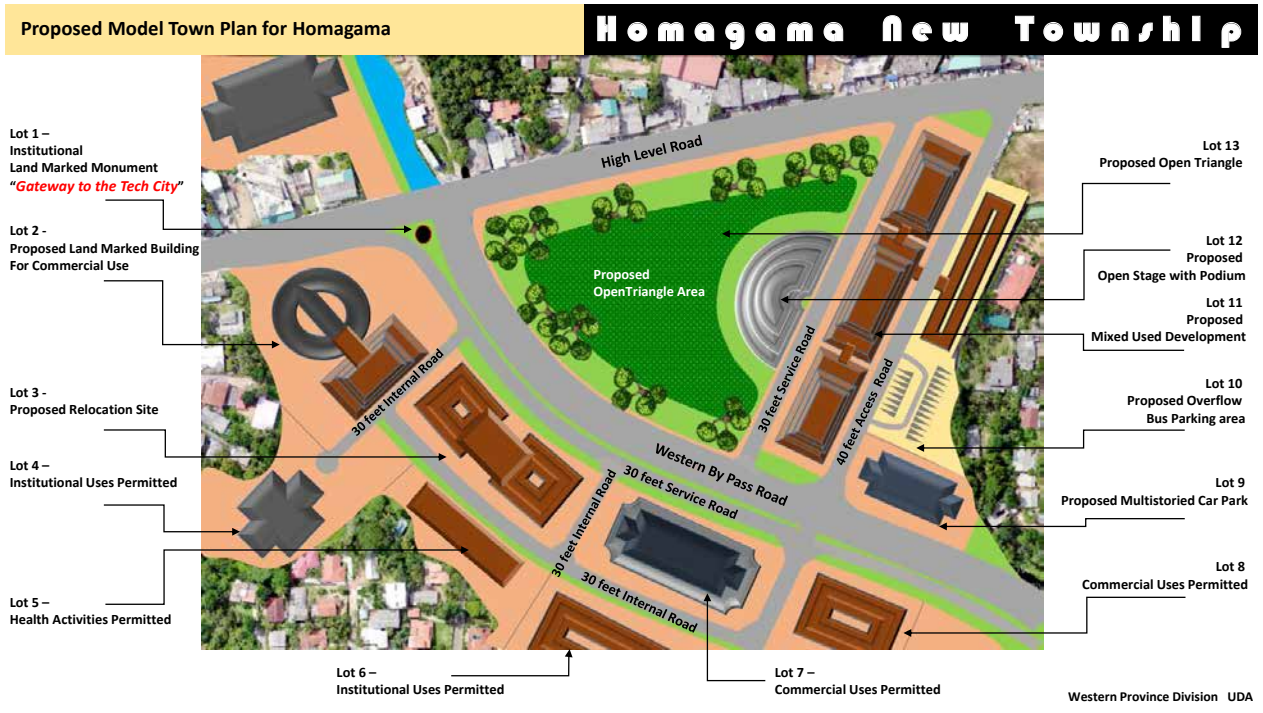 Proposed Model Town Plan for Homagama
Homagama New Township
Lot 1 –
Institutional
Land Marked Monument
“Gateway to the Tech City”
Lot 2 -
Proposed Land Marked Building
For Commercial Use
Lot 3 -
Proposed Relocation Site
Lot 4 –
Institutional Uses Permitted
Lot 5 –
Health Activities Permitted
High Level Road
Proposed
OpenTriangle Area
30 feet Internal Road
30 feet Service Road
40 feet Access Road
Western By Pass Road
30 feet Service Road
30 feet Internal Road
30 feet Internal Road
Lot 13
Proposed Open Triangle
Lot 12
Proposed
Open Stage with Podium
Lot 11
Proposed
Mixed Used Development
Lot 10
Proposed Overflow
Bus Parking area
Lot 9
Proposed Multistoried Car Park
Lot 8
Commercial Uses Permitted
Lot 6 –
Institutional Uses Permitted
Lot 7 –
Commercial Uses Permitted
Western Province Division UDA